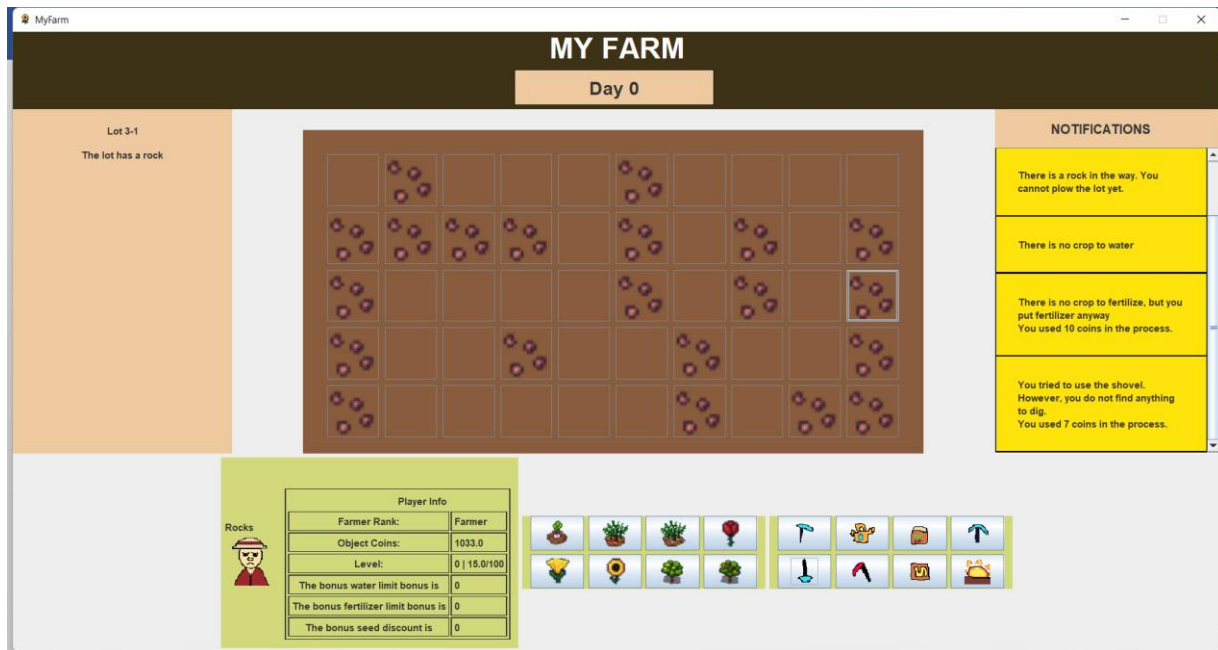 MyFarm
MY FARM
Day 0
Lot 3-1
The lot has a rock
NOTIFICATIONS
There is a rock in the way. You
cannot plow the lot yet.
There is no crop to water
There is no crop to fertilize, but you
put fertilizer anyway
You used 10 coins in the process.
You tried to use the shovel.
However, you do not find anything
to dig.
You used 7 coins in the process.
Rocks
Player Info
Farmer Rank: Farmer
Object Coins: 1033.0
Level: 0 | 15.0/100
The bonus water limit bonus is 0
The bonus fertilizer limit bonus is 0
The bonus seed discount is 0